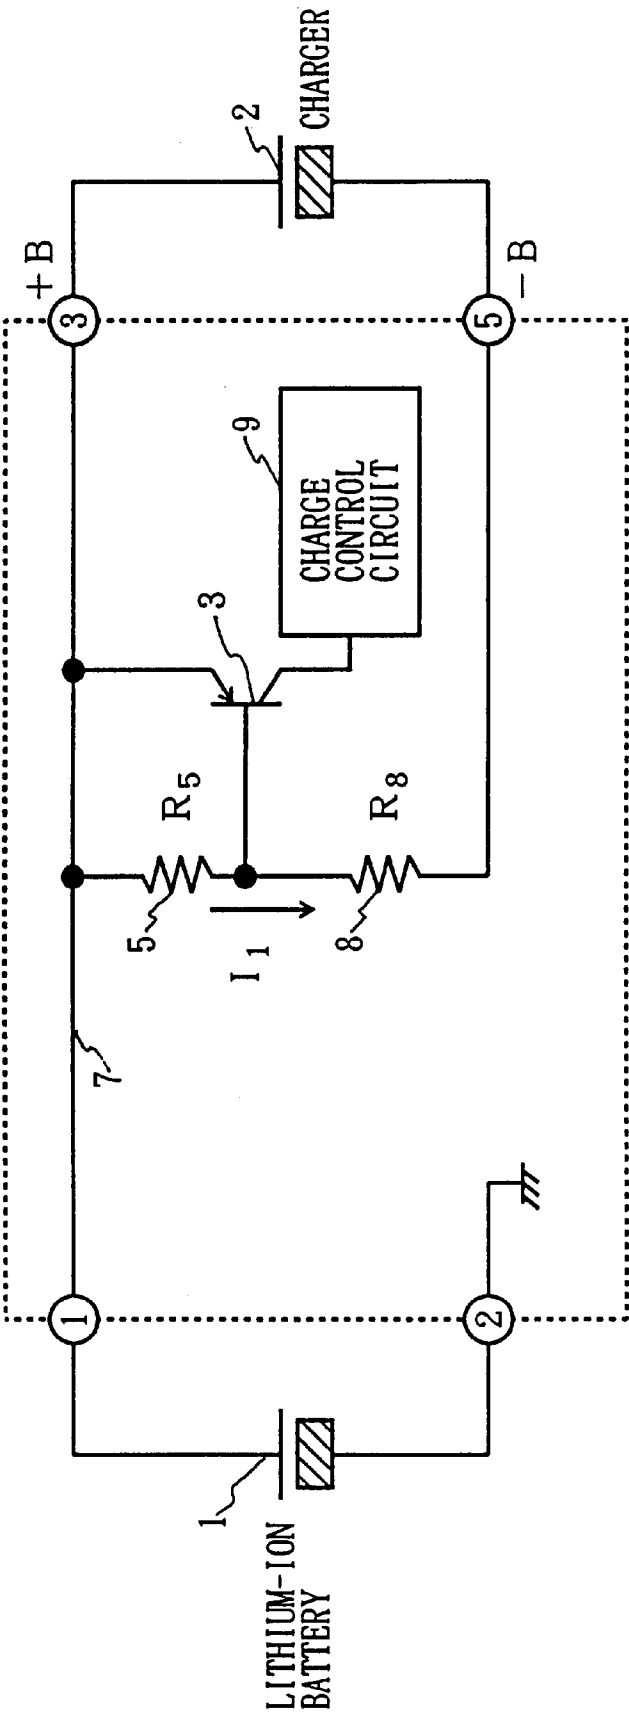 +B
1
3
7
5
R5
1
3
I1
9
2
LITHIUM-ION
BATTERY
CHARGE
CONTROL
CIRCUIT
CHARGER
8
R8
2
5
−B